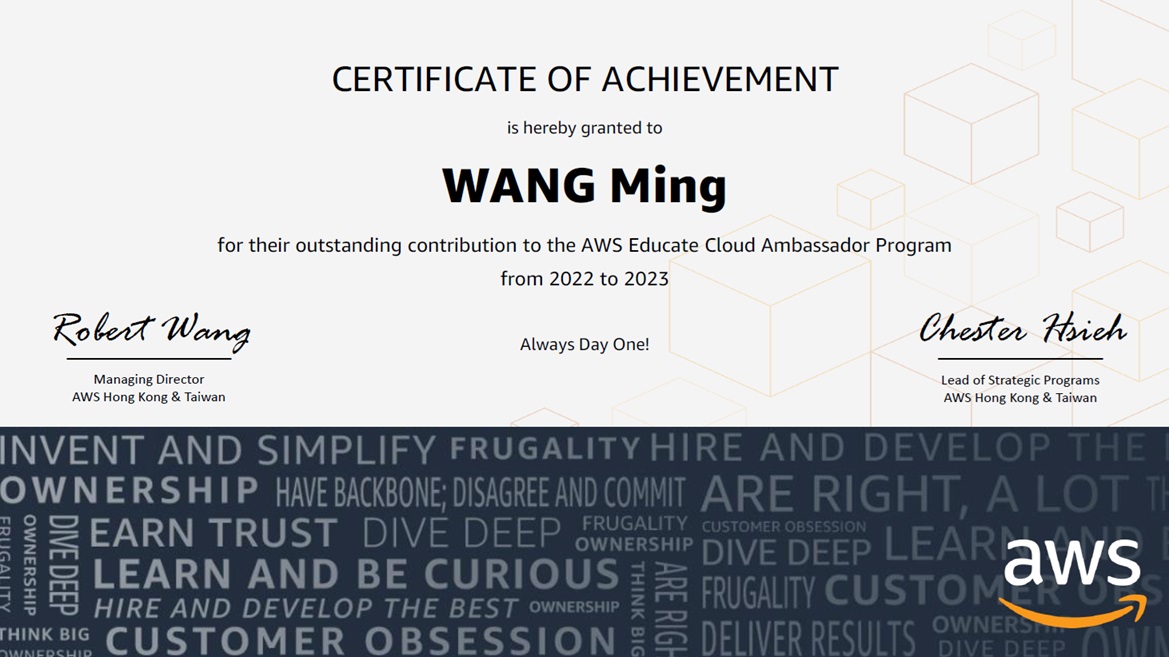 CERTIFICATE OF ACHIEVEMENT
is hereby granted to
WANG Ming
for their outstanding contribution to the AWS Educate Cloud Ambassador Program
from 2022 to 2023
Always Day One!
Robert Wang
Managing Director
AWS Hong Kong & Taiwan
Chester Hsieh
Lead of Strategic Programs
AWS Hong Kong & Taiwan
INVENT AND SIMPLIFY FRUGALITY HIRE AND DEVELOP THE
OWNERSHIP HAVE BACKBONE; DISAGREE AND COMMIT ARE RIGHT, A LOT
FRUGALITY
OWNERSHIP
DIVE DEEP
EARN TRUST DIVE DEEP FRUGALITY CUSTOMER OBSESSION
OWNERSHIP DIVE DEEP LEARN AND
LEARN AND BE CURIOUS
THINK BIG
ARE RIGH
FRUGALITY CUSTOMER OBS
HIRE AND DEVELOP THE BEST OWNERSHIP
THINK BIG CUSTOMER OBSESSION DELIVER RESULTS OWNERSHIP
OWNERSHIP DIVE DEEP OWN
aws